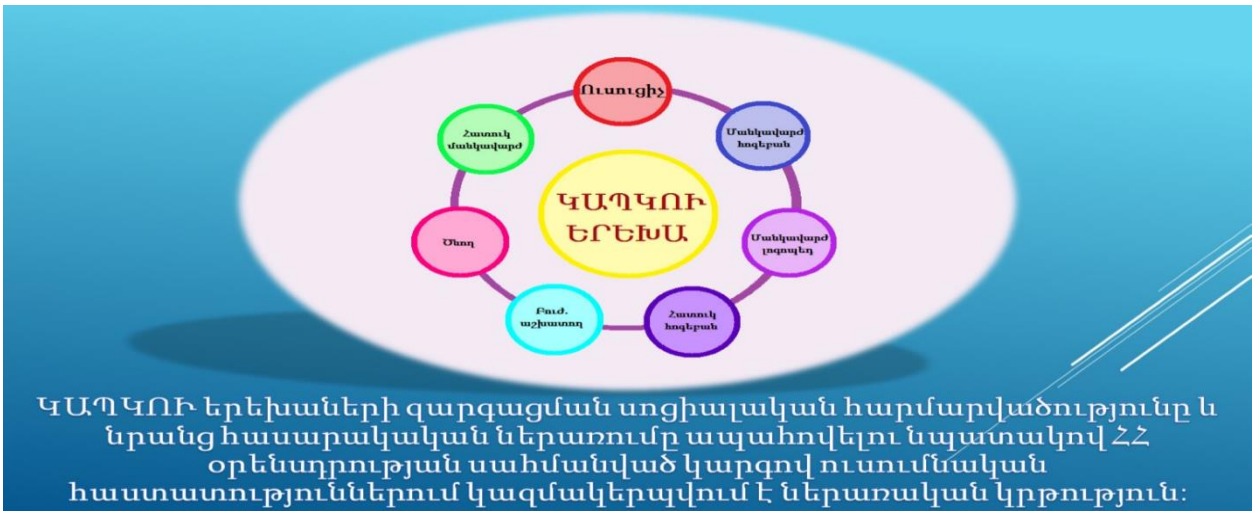 Ուսուցիչ
Հատուկ
մանկավարժ
Մանկավարժ
հոգեբան
ԿԱՊԿՈՒ
ԵՐԵԽԱ
Ծնող
Մանկավարժ
լոգոպեդ
Բուժ.
աշխատող
Հատուկ
հոգեբան
ԿԱՊԿՈՒ երեխաների զարգացման սոցիալական հարմարվածությունը և
նրանց հասարակական ներառումը ապահովելու նպատակով ՀՀ
օրենսդրության սահմանված կարգով ուսումնական
հաստատություններում կազմակերպվում է ներառական կրթություն: